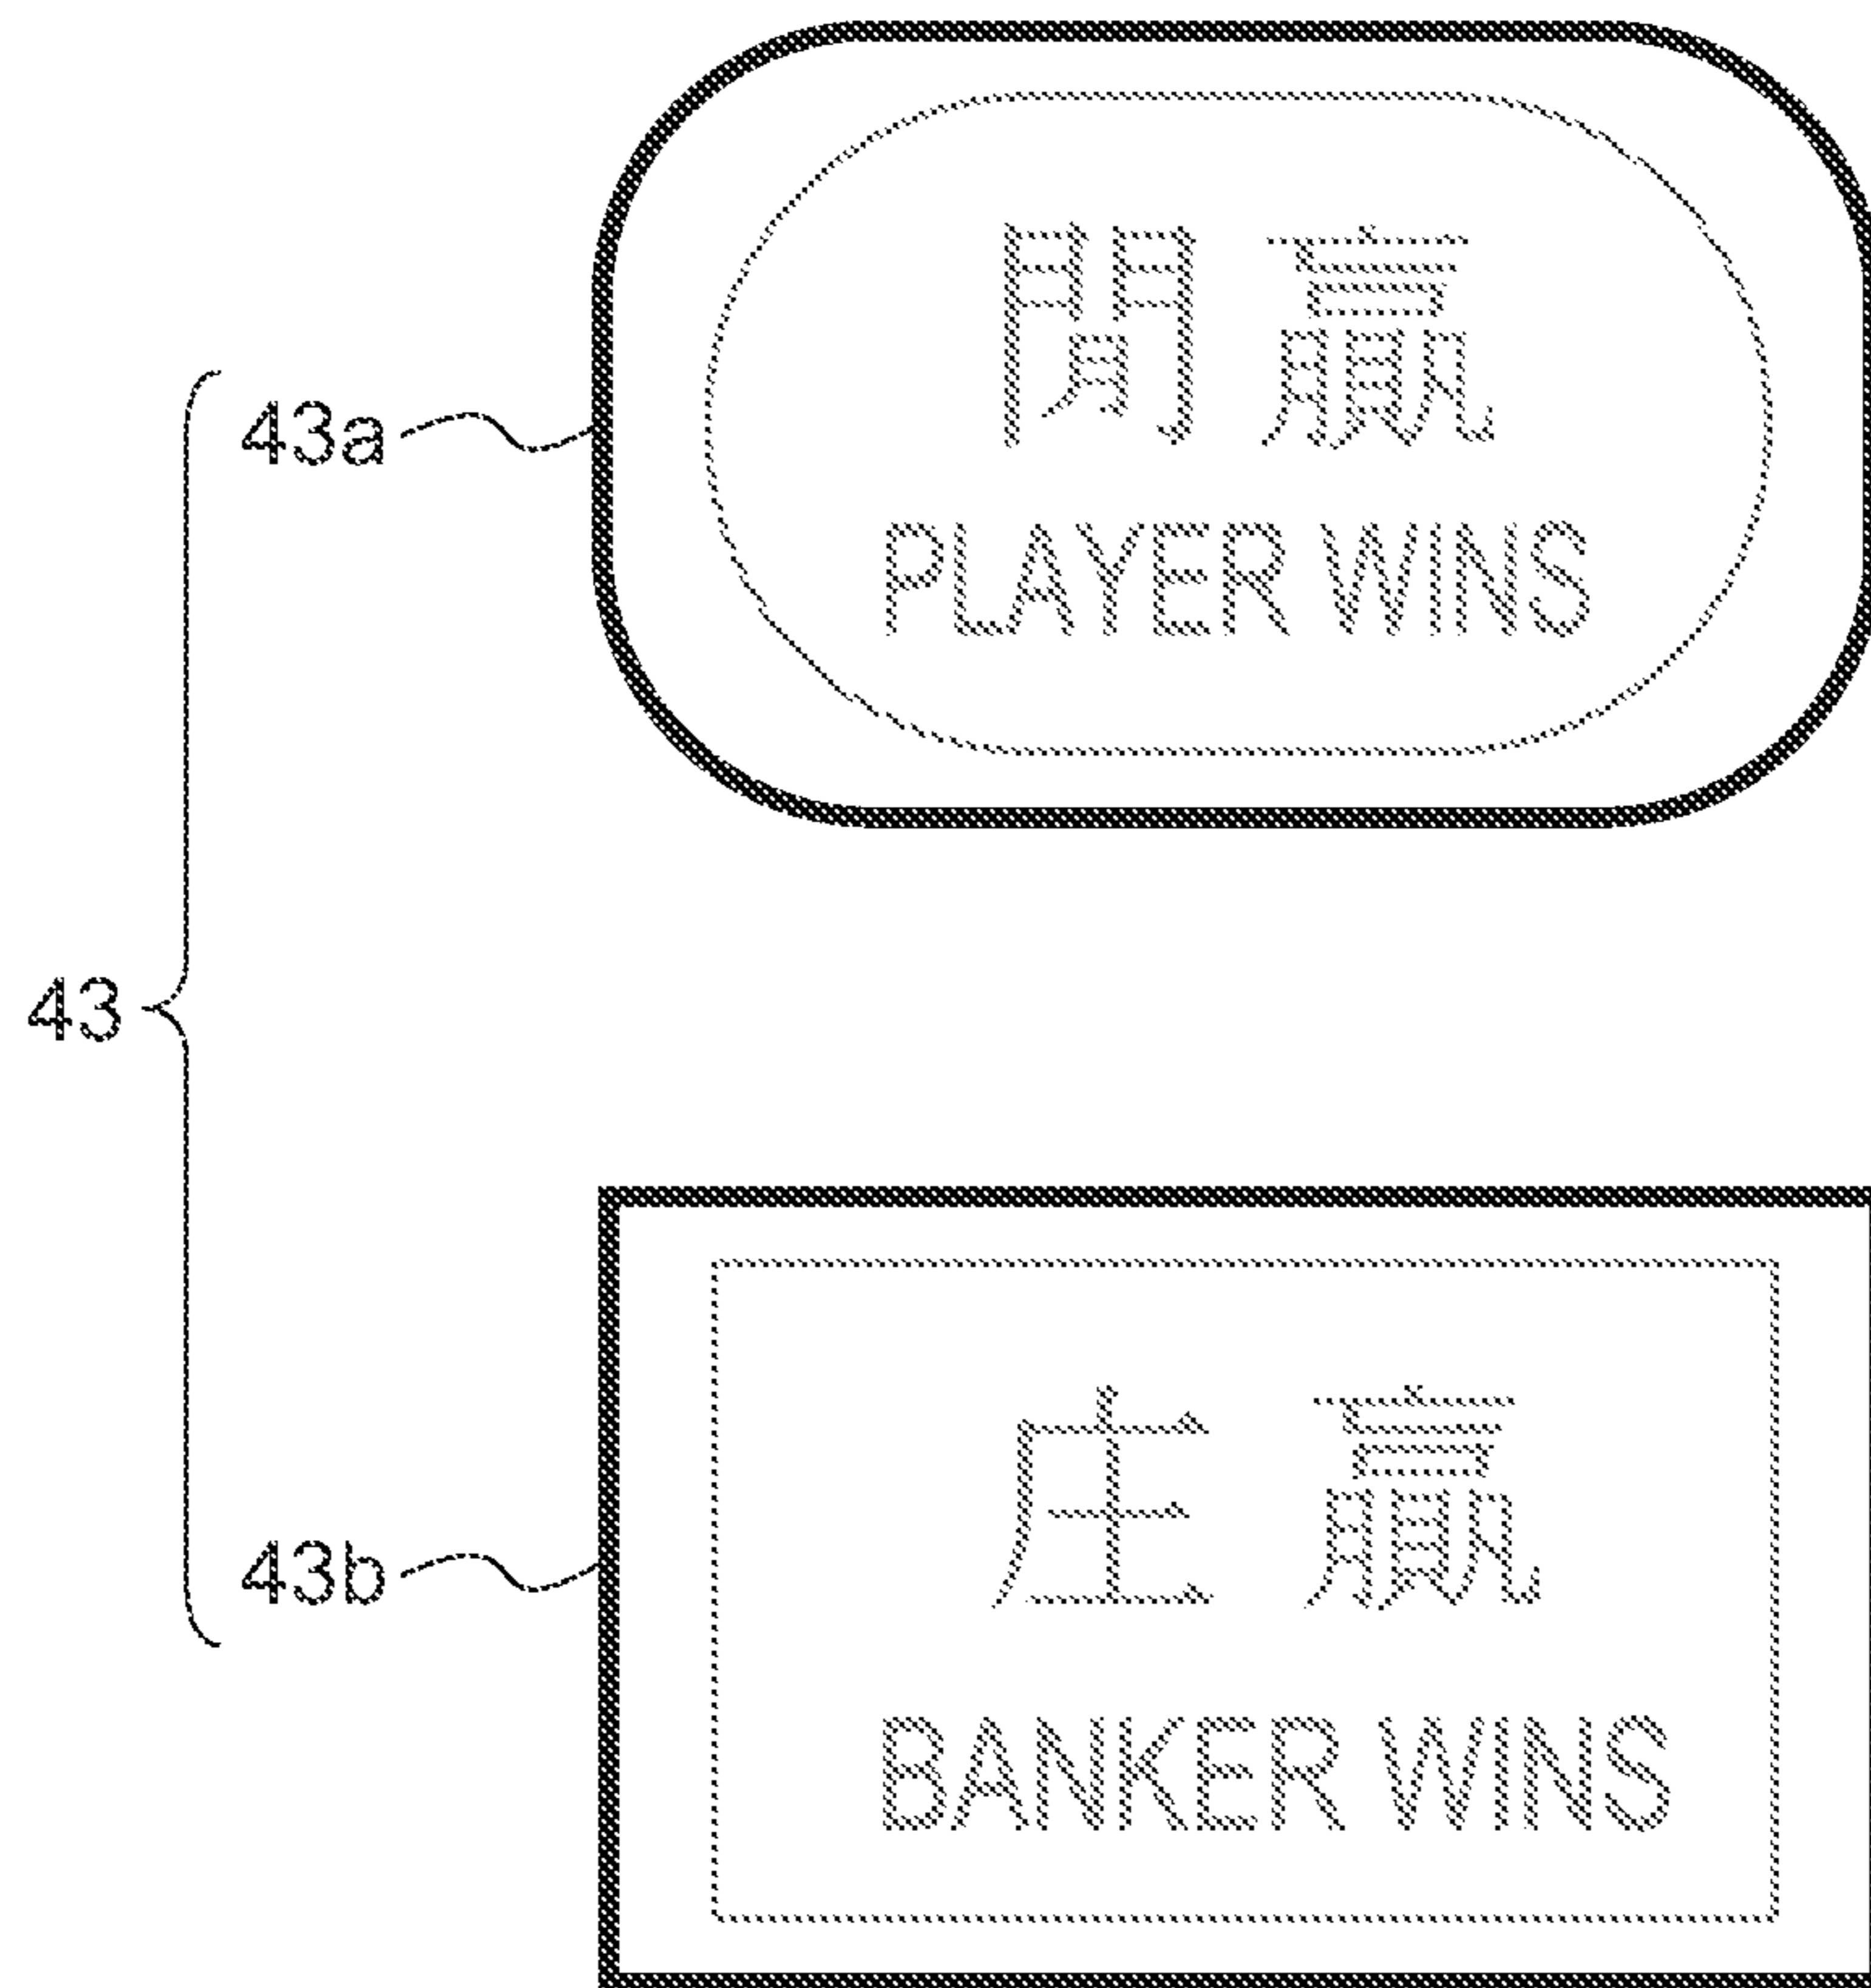 閒 贏
43a
PLAYER WINS
43
庄 贏
43b
BANKER WINS